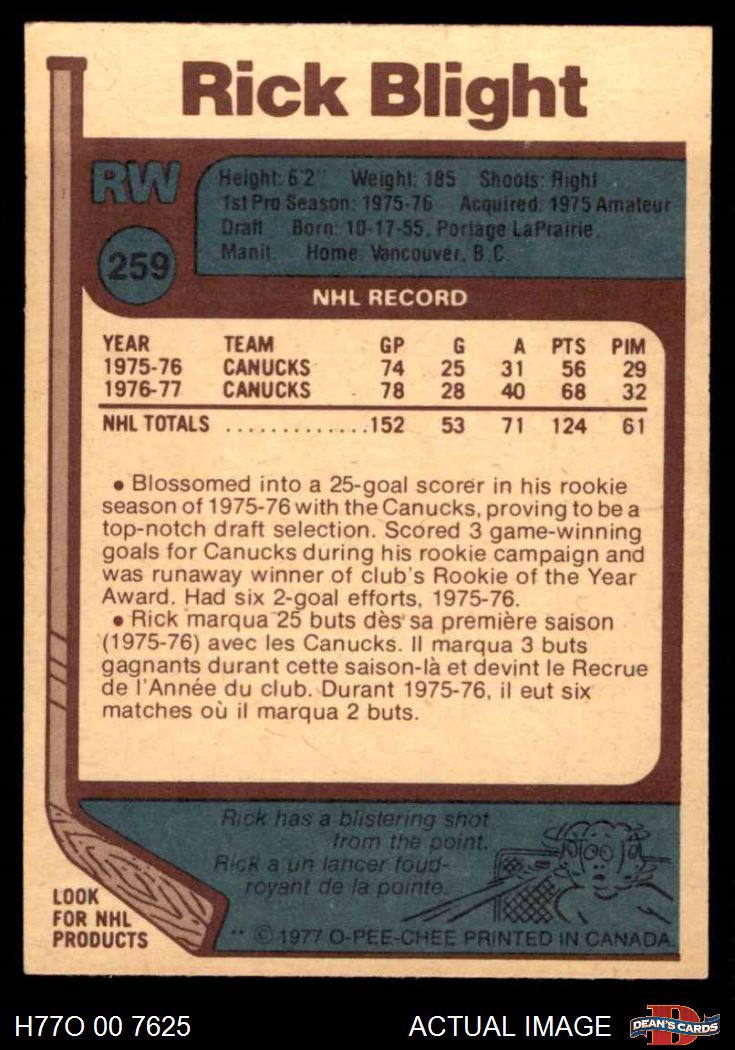 Rick Blight
RW
Height: 6'2" Weight: 185 Shoots: Right
1st Pro Season: 1975-76 Acquired: 1975 Amateur
Draft Born: 10-17-55, Portage LaPrairie,
Manit Home: Vancouver, B.C.
259
NHL RECORD
YEAR TEAM GP G A PTS PIM
1975-76 CANUCKS 74 25 31 56 29
1976-77 CANUCKS 78 28 40 68 32
NHL TOTALS .............152 53 71 124 61
• Blossomed into a 25-goal scorer in his rookie
season of 1975-76 with the Canucks, proving to be a
top-notch draft selection. Scored 3 game-winning
goals for Canucks during his rookie campaign and
was runaway winner of club's Rookie of the Year
Award. Had six 2-goal efforts, 1975-76.
• Rick marqua 25 buts dès sa première saison
(1975-76) avec les Canucks. Il marqua 3 buts
gagnants durant cette saison-là et devint le Recrue
de l'Année du club. Durant 1975-76, il eut six
matches où il marqua 2 buts.
Rick has a blistering shot
from the point.
Rick a un lancer foud-
royant de la pointe.
LOOK
FOR NHL
PRODUCTS
** © 1977 O-PEE-CHEE PRINTED IN CANADA
H77O 00 7625
ACTUAL IMAGE
D
DEAN'S CARDS